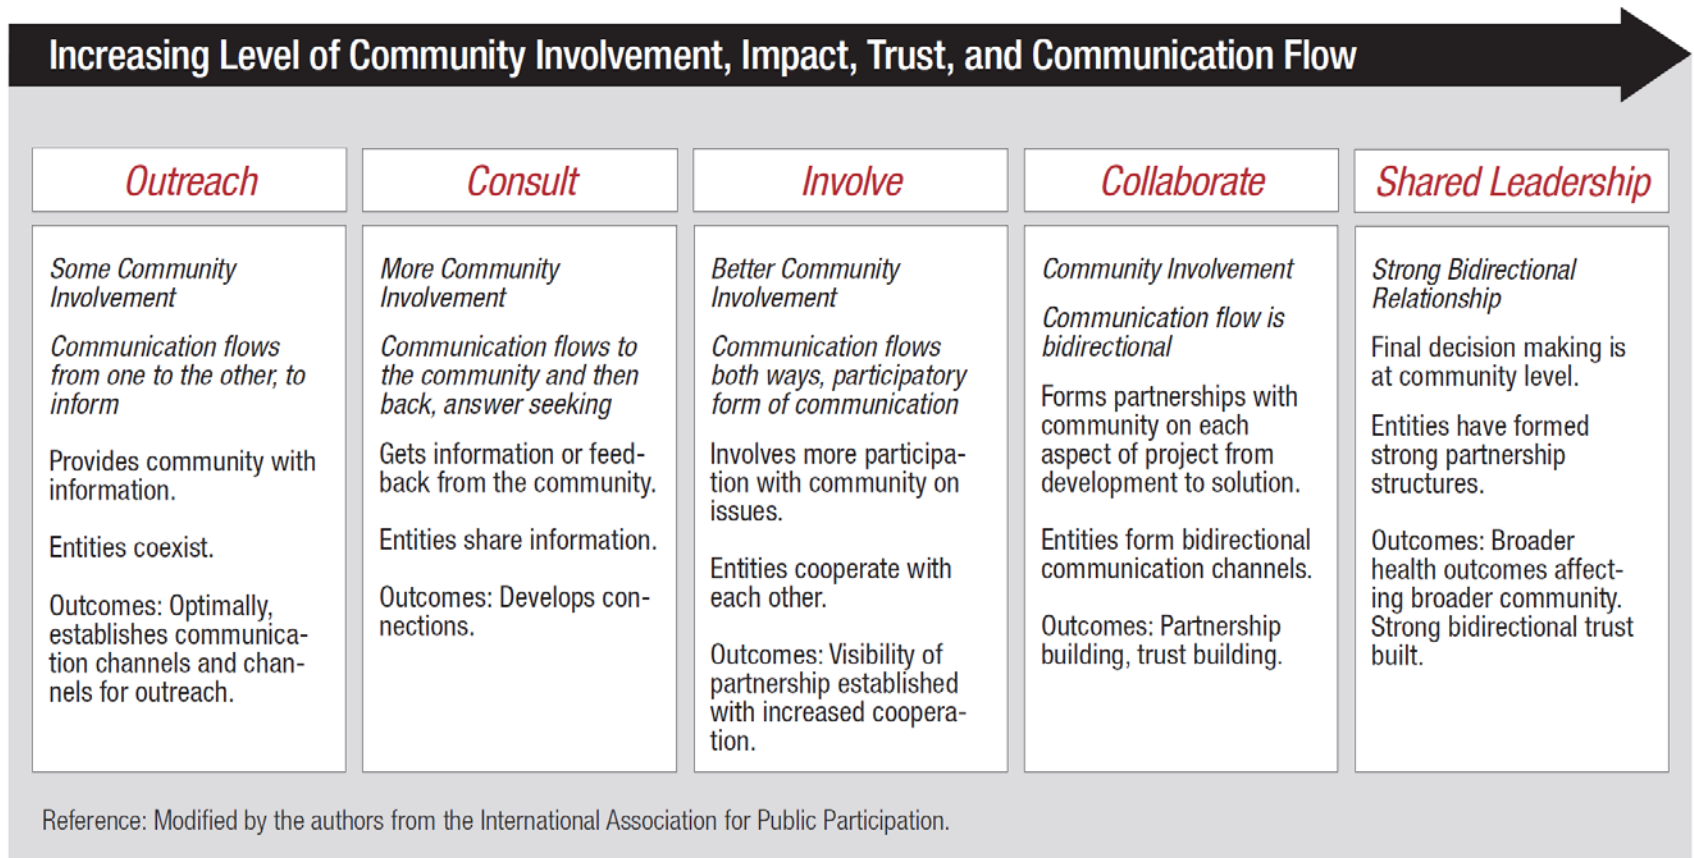 Increasing Level of Community Involvement, Impact, Trust, and Communication Flow
Outreach
Some Community
Involvement
Communication flows
from one to the other, to
inform
Provides community with
information.
Entities coexist.
Outcomes: Optimally,
establishes communica-
tion channels and chan-
nels for outreach.
Consult
More Community
Involvement
Communication flows to
the community and then
back, answer seeking
Gets information or feed-
back from the community.
Entities share information.
Outcomes: Develops con-
nections.
Involve
Better Community
Involvement
Communication flows
both ways, participatory
form of communication
Involves more participa-
tion with community on
issues.
Entities cooperate with
each other.
Outcomes: Visibility of
partnership established
with increased coopera-
tion.
Collaborate
Community Involvement
Communication flow is
bidirectional
Forms partnerships with
community on each
aspect of project from
development to solution.
Entities form bidirectional
communication channels.
Outcomes: Partnership
building, trust building.
Shared Leadership
Strong Bidirectional
Relationship
Final decision making is
at community level.
Entities have formed
strong partnership
structures.
Outcomes: Broader
health outcomes affect-
ing broader community.
Strong bidirectional trust
built.
Reference: Modified by the authors from the International Association for Public Participation.